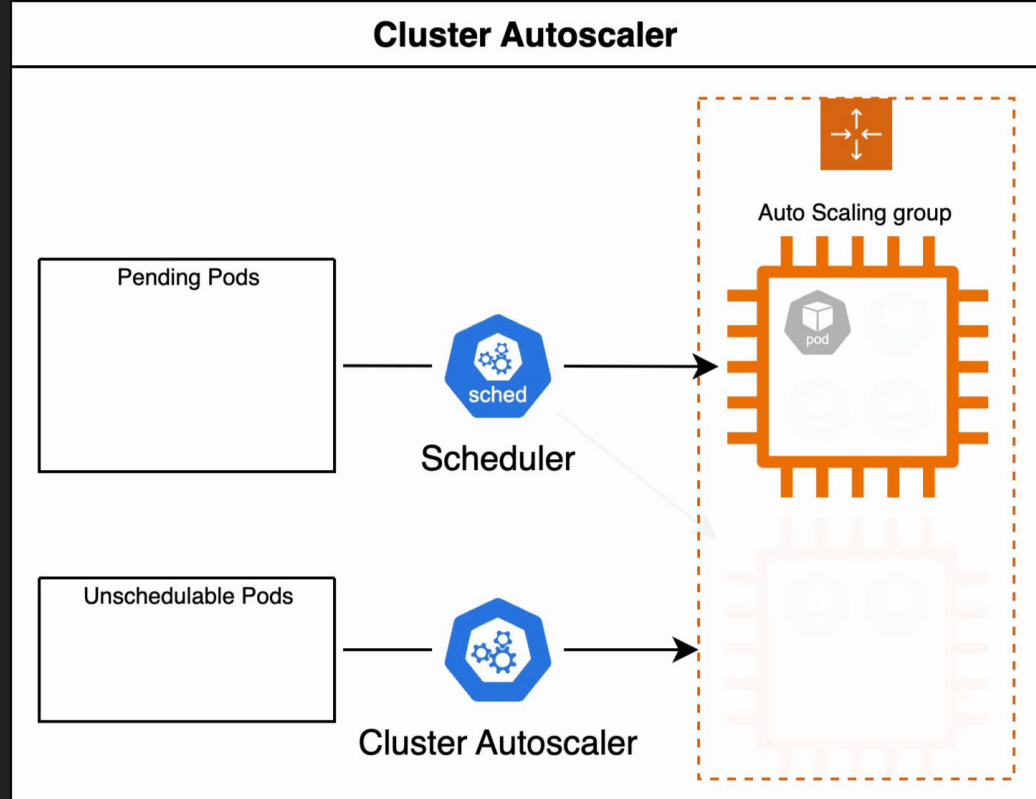 Cluster Autoscaler
Auto Scaling group
Pending Pods
pod
sched
Scheduler
Unschedulable Pods
Cluster Autoscaler